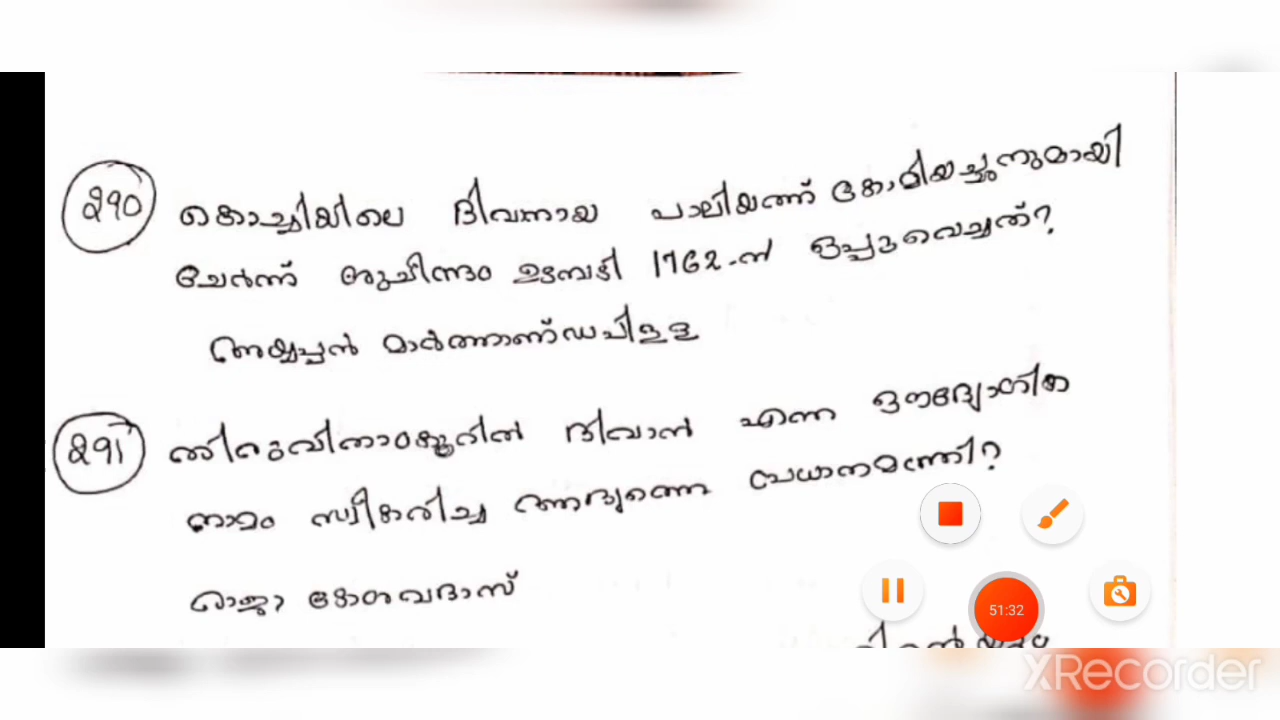 290 കൊച്ചിയിലെ ദിവാനായ പാലിയത്ത് കോമിയച്ചനുമായി
ചേർന്ന് ശുചീന്ദ്രം ഉടമ്പടി 1762-ന് ഒപ്പുവെച്ചത്?
അയ്യപ്പൻ മാർത്താണ്ഡപിള്ള
291 തിരുവിതാംകൂറിൽ ദിവാൻ എന്ന ഔദ്യോഗിക
നാമം സ്വീകരിച്ച ആദ്യത്തെ പ്രധാനമന്ത്രി?
രാജാ കേശവദാസ്
51:32
XRecorder